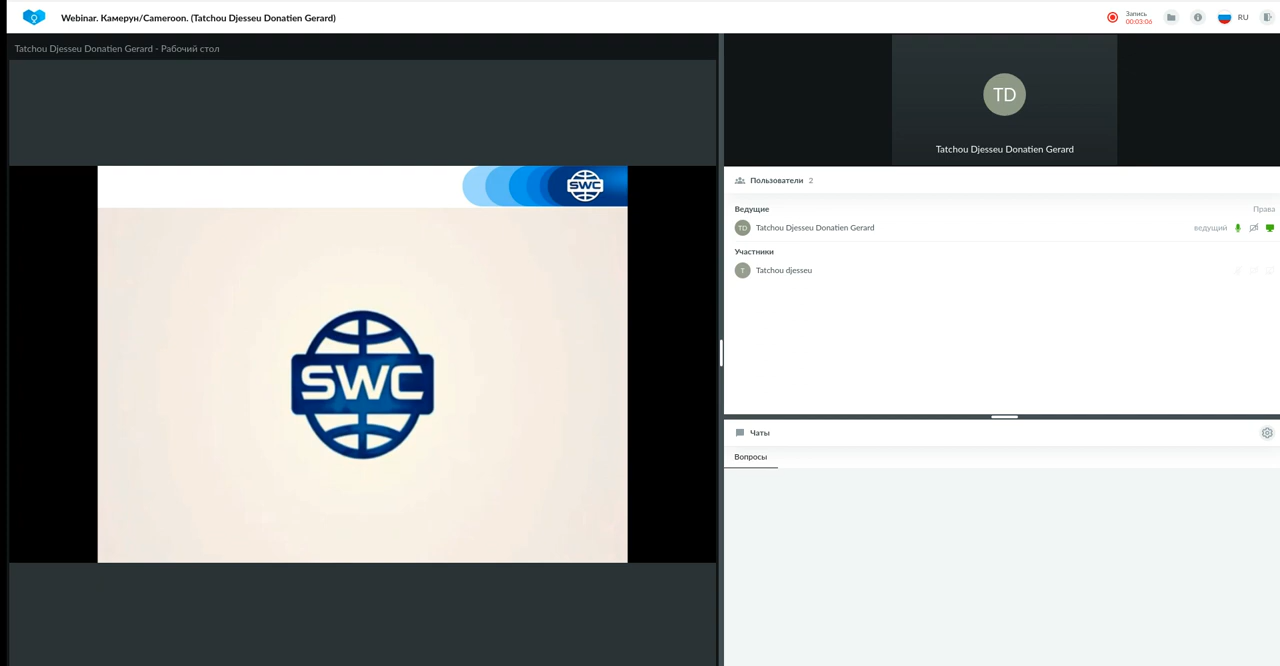 Webinar. Камерун/Cameroon. (Tatchou Djesseu Donatien Gerard)
Запись
00:03:06
RU
Tatchou Djesseu Donatien Gerard - Рабочий стол
SWC
SWC
TD
Tatchou Djesseu Donatien Gerard
Пользователи 2
Ведущие Права
TD Tatchou Djesseu Donatien Gerard ведущий
Участники
T Tatchou djesseu
Чаты
Вопросы